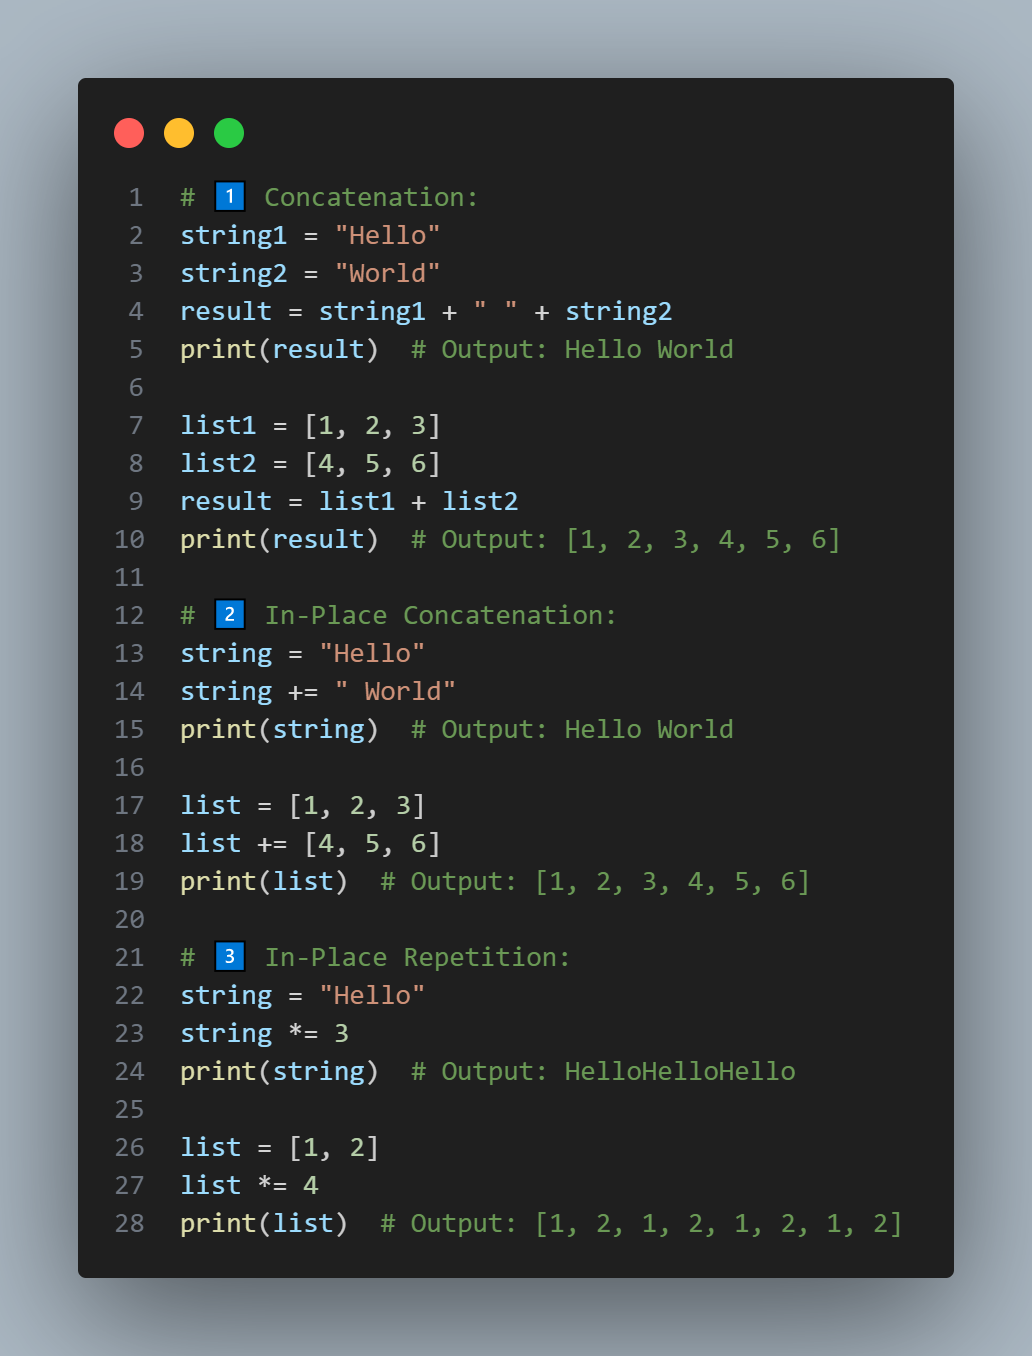 1 # 1️⃣ Concatenation:
2 string1 = "Hello"
3 string2 = "World"
4 result = string1 + " " + string2
5 print(result)  # Output: Hello World
6
7 list1 = [1, 2, 3]
8 list2 = [4, 5, 6]
9 result = list1 + list2
10 print(result)  # Output: [1, 2, 3, 4, 5, 6]
11
12 # 2️⃣ In-Place Concatenation:
13 string = "Hello"
14 string += " World"
15 print(string)  # Output: Hello World
16
17 list = [1, 2, 3]
18 list += [4, 5, 6]
19 print(list)  # Output: [1, 2, 3, 4, 5, 6]
20
21 # 3️⃣ In-Place Repetition:
22 string = "Hello"
23 string *= 3
24 print(string)  # Output: HelloHelloHello
25
26 list = [1, 2]
27 list *= 4
28 print(list)  # Output: [1, 2, 1, 2, 1, 2, 1, 2]